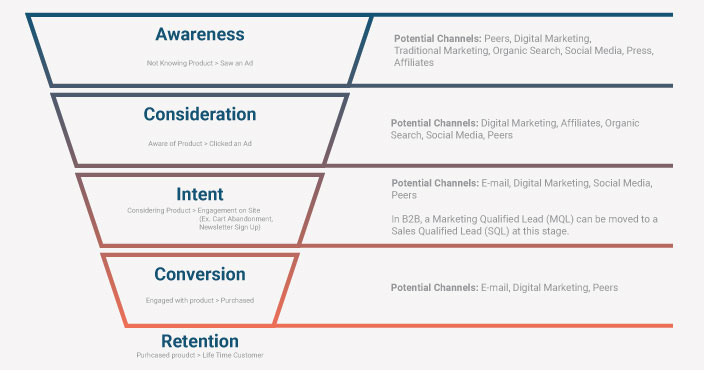 Awareness
Not Knowing Product > Saw an Ad
Potential Channels: Peers, Digital Marketing,
Traditional Marketing, Organic Search, Social Media, Press,
Affiliates
Consideration
Aware of Product > Clicked an Ad
Potential Channels: Digital Marketing, Affiliates, Organic
Search, Social Media, Peers
Intent
Considering Product > Engagement on Site
(Ex. Cart Abandonment,
Newsletter Sign Up)
Potential Channels: E-mail, Digital Marketing, Social Media,
Peers
In B2B, a Marketing Qualified Lead (MQL) can be moved to a
Sales Qualified Lead (SQL) at this stage.
Conversion
Engaged with product > Purchased
Potential Channels: E-mail, Digital Marketing, Peers
Retention
Purhcased proudct > Life Time Customer